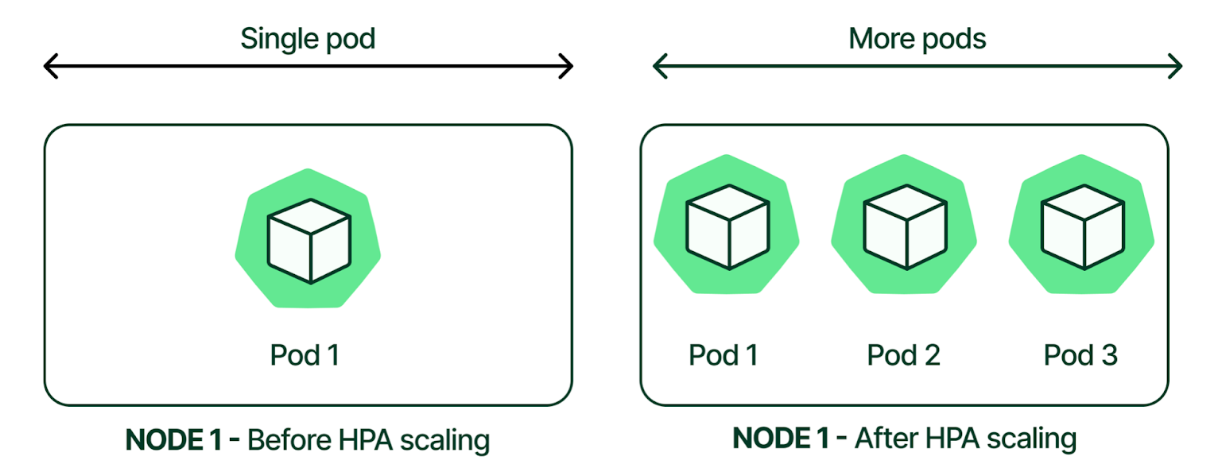 Single pod
More pods
Pod 1
Pod 1
Pod 2
Pod 3
NODE 1 - Before HPA scaling
NODE 1 - After HPA scaling